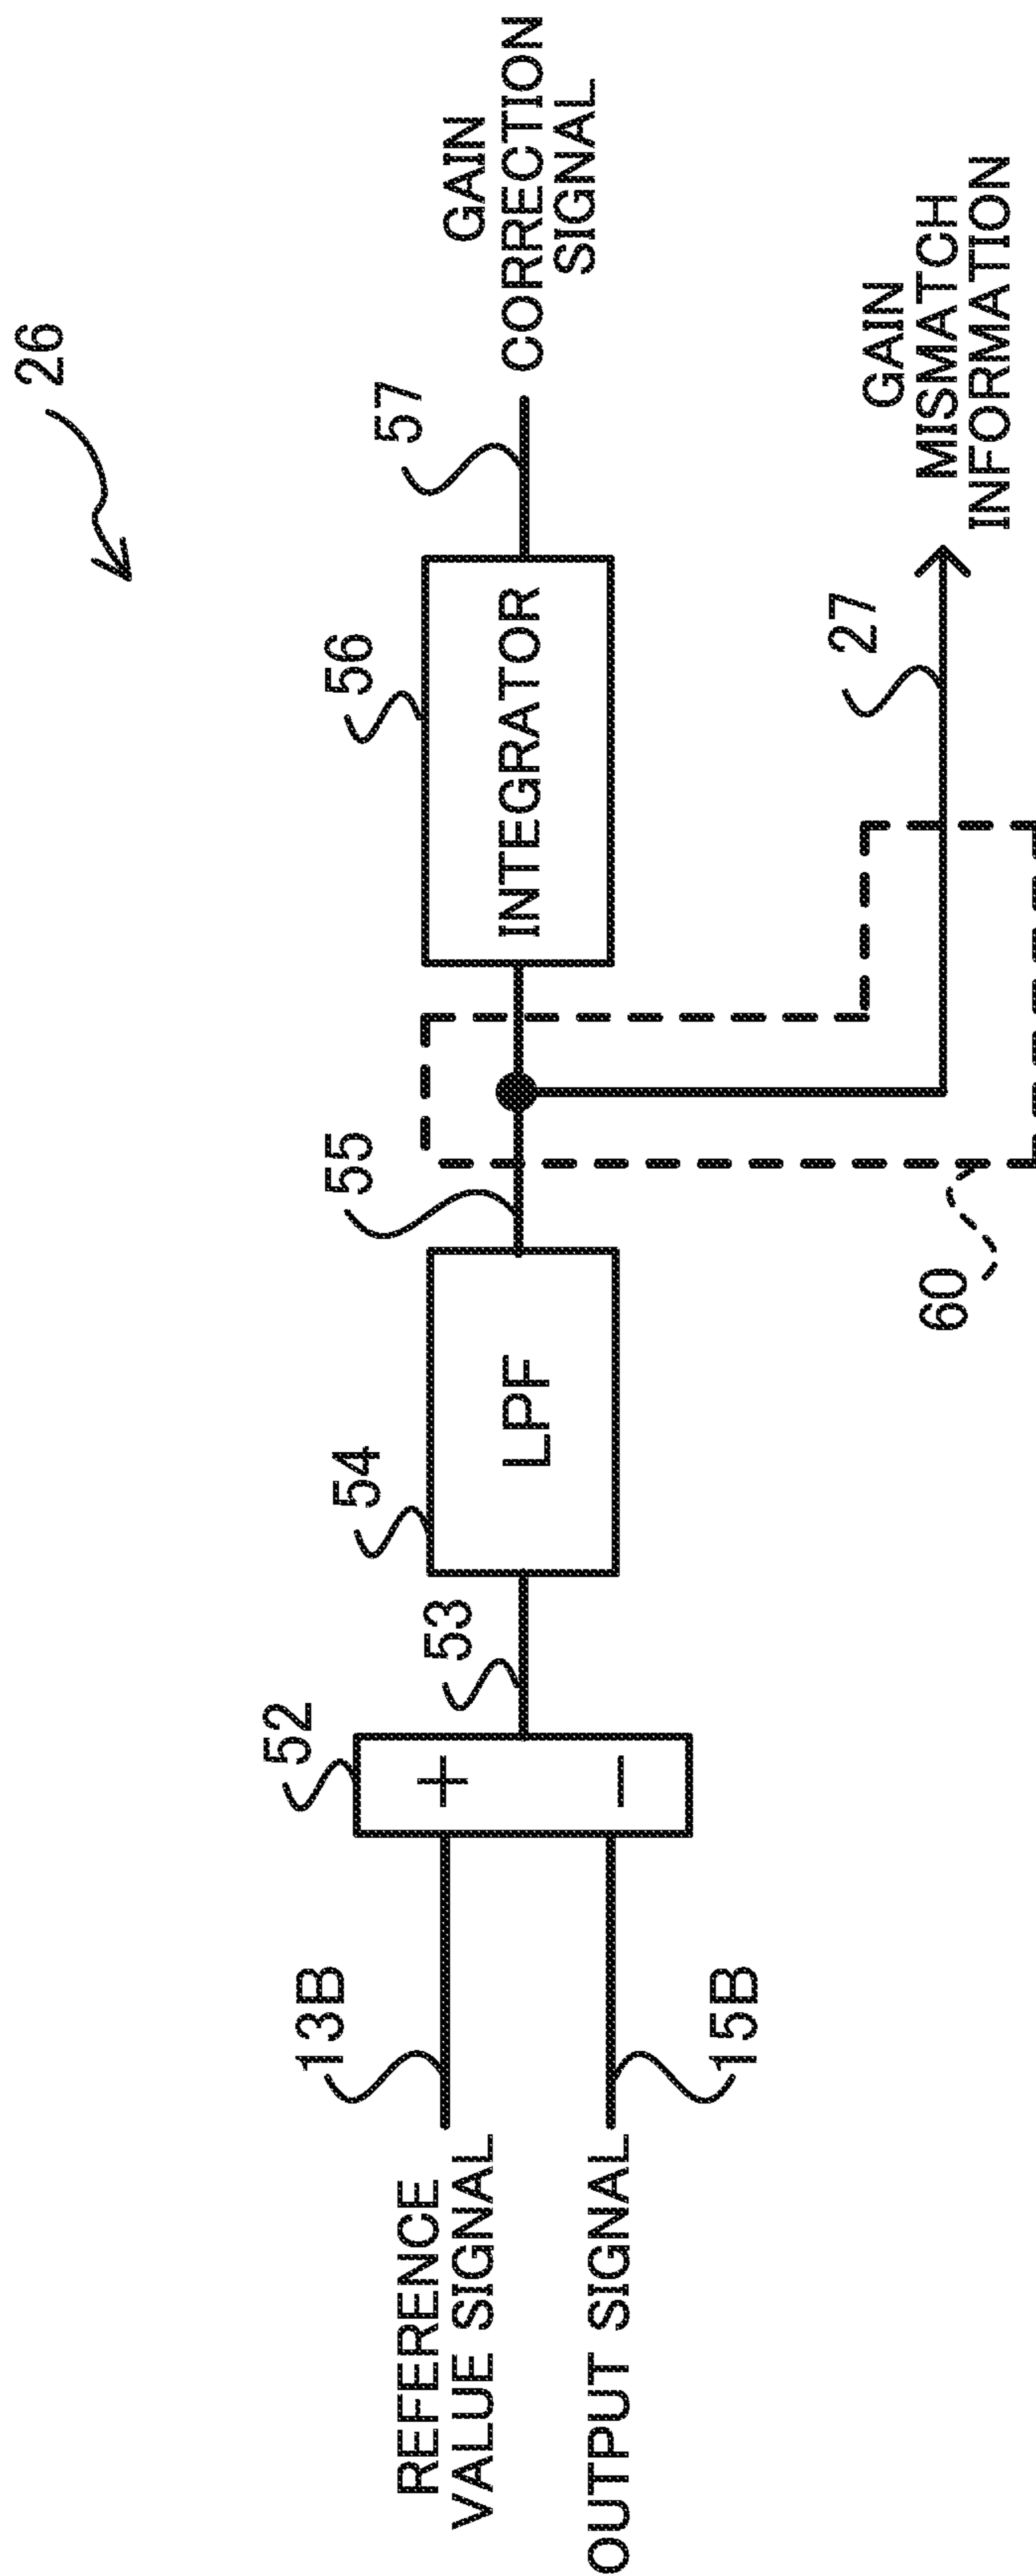 26
REFERENCE
VALUE SIGNAL
13B
OUTPUT SIGNAL
15B
52
+
−
53
54
LPF
55
56
INTEGRATOR
57
GAIN
CORRECTION
SIGNAL
60
27
GAIN
MISMATCH
INFORMATION